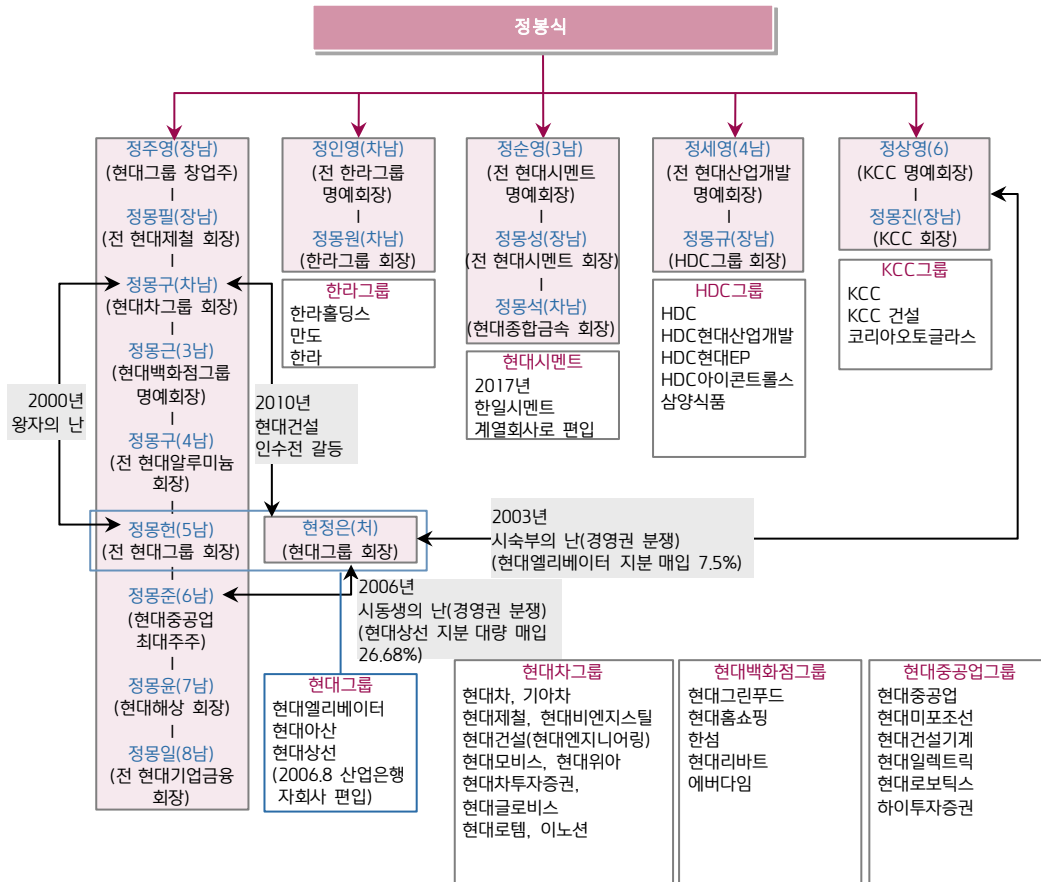 정봉식
정주영(장남)
(현대그룹 창업주)
정몽필(장남)
(전 현대제철 회장)
정몽구(차남)
(현대차그룹 회장)
정몽근(3남)
(현대백화점그룹
명예회장)
정몽구(4남)
(전 현대알루미늄
회장)
정몽헌(5남)
(전 현대그룹 회장)
정몽준(6남)
(현대중공업
최대주주)
정몽윤(7남)
(현대해상 회장)
정몽일(8남)
(전 현대기업금융
회장)
정인영(차남)
(전 한라그룹
명예회장)
정몽원(차남)
(한라그룹 회장)
한라그룹
한라홀딩스
만도
한라
정순영(3남)
(전 현대시멘트
명예회장)
정몽성(장남)
(전 현대시멘트 회장)
정몽석(차남)
(현대종합금속 회장)
현대시멘트
2017년
한일시멘트
계열회사로 편입
정세영(4남)
(전 현대산업개발
명예회장)
정몽규(장남)
(HDC그룹 회장)
HDC그룹
HDC
HDC현대산업개발
HDC현대EP
HDC아이콘트롤스
삼양식품
정상영(6)
(KCC 명예회장)
정몽진(장남)
(KCC 회장)
KCC그룹
KCC
KCC 건설
코리아오토글라스
2000년
왕자의 난
2010년
현대건설
인수전 갈등
현정은(처)
(현대그룹 회장)
2003년
시숙부의 난(경영권 분쟁)
(현대엘리베이터 지분 매입 7.5%)
2006년
시동생의 난(경영권 분쟁)
(현대상선 지분 대량 매입
26.68%)
현대그룹
현대엘리베이터
현대아산
현대상선
(2006.8 산업은행
자회사 편입)
현대차그룹
현대차, 기아차
현대제철, 현대비엔지스틸
현대건설(현대엔지니어링)
현대모비스, 현대위아
현대차투자증권,
현대글로비스
현대로템, 이노션
현대백화점그룹
현대그린푸드
현대홈쇼핑
한섬
현대리바트
에버다임
현대중공업그룹
현대중공업
현대미포조선
현대건설기계
현대일렉트릭
현대로보틱스
하이투자증권